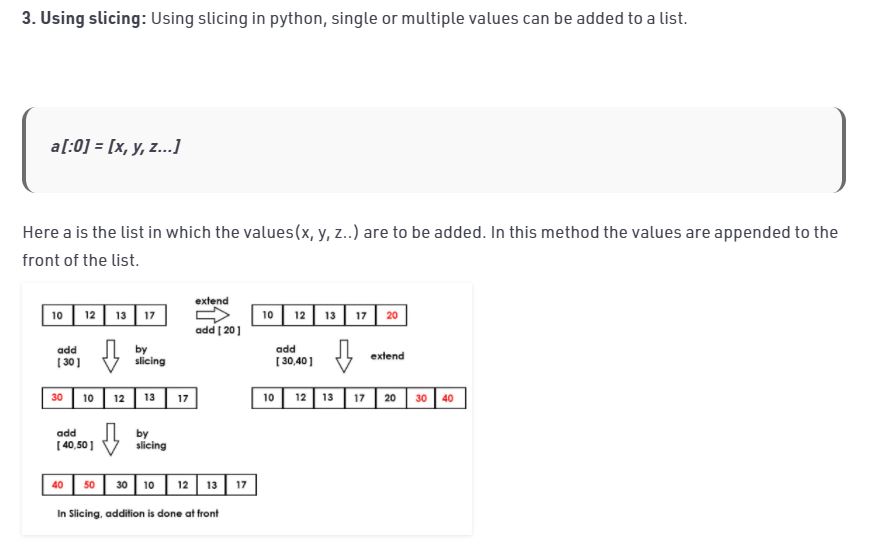 3. Using slicing: Using slicing in python, single or multiple values can be added to a list.
a[:0] = [x, y, z...]
Here a is the list in which the values(x, y, z..) are to be added. In this method the values are appended to the
front of the list.
extend
10 12 13 17
10 12 13 17 20
add [ 20 ]
add
[ 30 ]
by
slicing
add
[ 30,40 ]
extend
30 10 12 13 17
10 12 13 17 20 30 40
add
[ 40,50 ]
by
slicing
40 50 30 10 12 13 17
In Slicing, addition is done at front